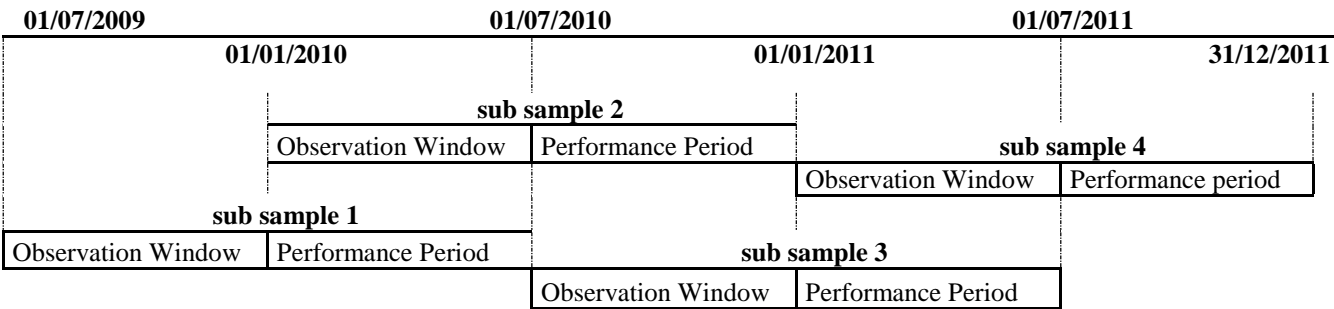 01/07/2009 01/07/2010 01/07/2011
01/01/2010 01/01/2011 31/12/2011
sub sample 2
Observation Window Performance Period sub sample 4
Observation Window Performance period
sub sample 1
Observation Window Performance Period sub sample 3
Observation Window Performance Period